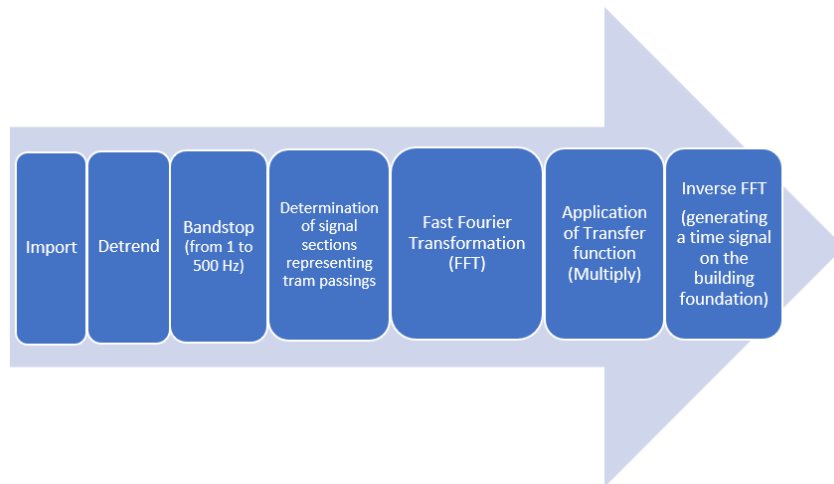 Import
Detrend
Bandstop
(from 1 to
500 Hz)
Determination
of signal
sections
representing
tram passings
Fast Fourier
Transformation
(FFT)
Application
of Transfer
function
(Multiply)
Inverse FFT
(generating
a time signal
on the
building
foundation)